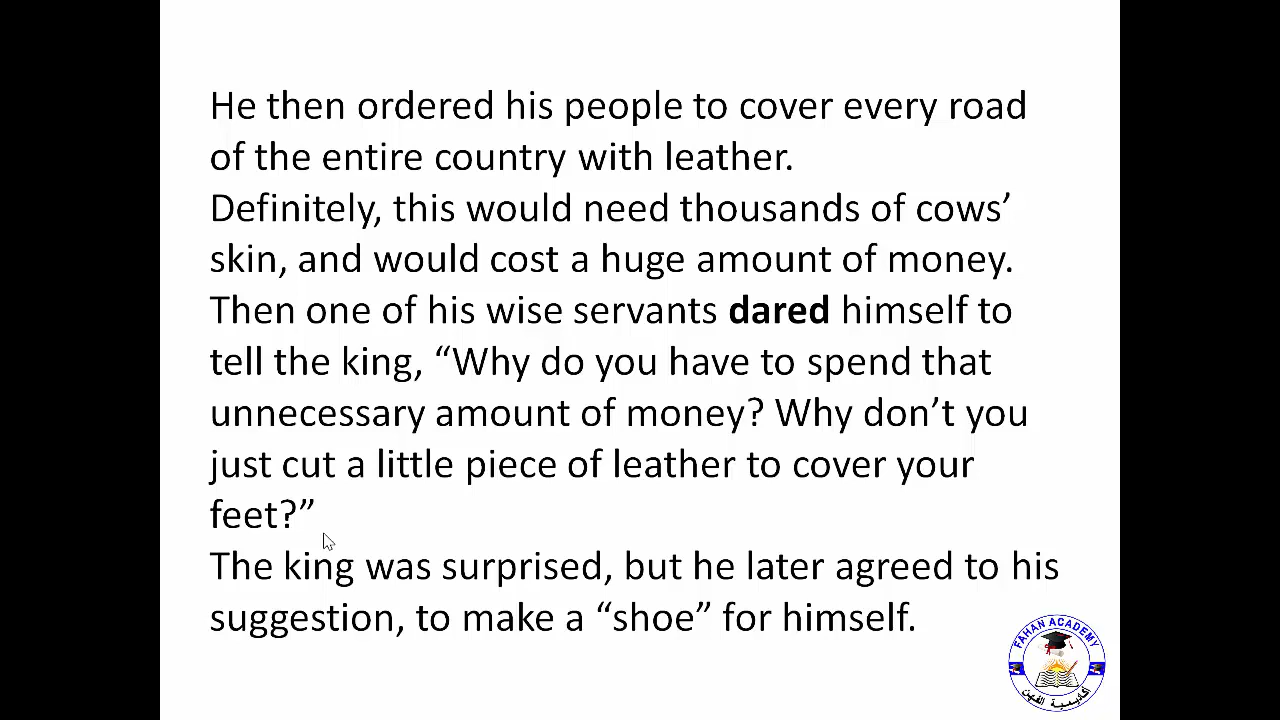 He then ordered his people to cover every road
of the entire country with leather.
Definitely, this would need thousands of cows’
skin, and would cost a huge amount of money.
Then one of his wise servants dared himself to
tell the king, “Why do you have to spend that
unnecessary amount of money? Why don’t you
just cut a little piece of leather to cover your
feet?”
The king was surprised, but he later agreed to his
suggestion, to make a “shoe” for himself.
FAHAN ACADEMY
أكاديمية الفهن